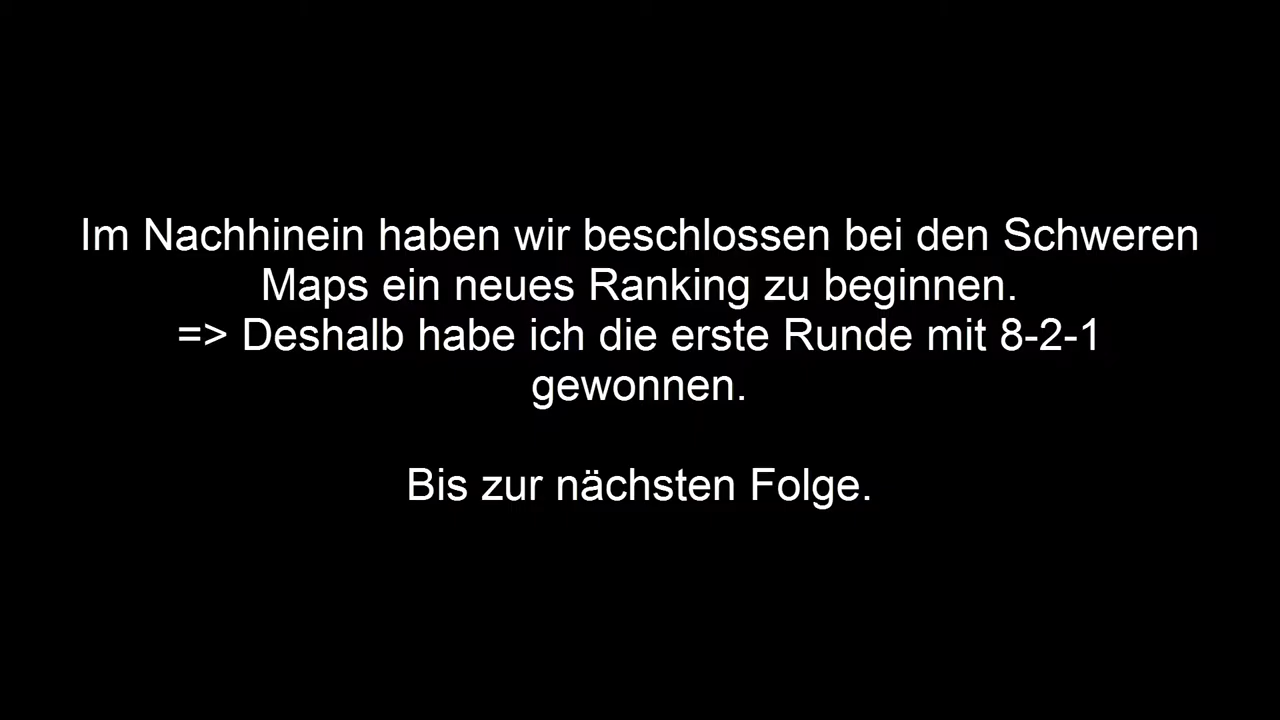 Im Nachhinein haben wir beschlossen bei den Schweren
Maps ein neues Ranking zu beginnen.
=> Deshalb habe ich die erste Runde mit 8-2-1
gewonnen.
Bis zur nächsten Folge.